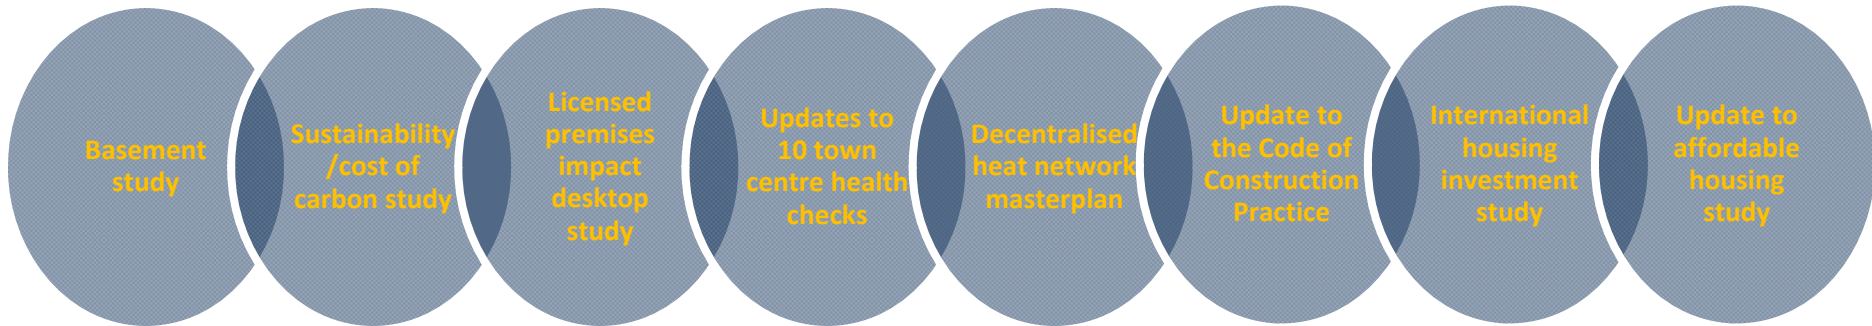 Basement
study
Sustainability
/cost of
carbon study
Licensed
premises
impact
desktop
study
Updates to
10 town
centre health
checks
Decentralised
heat network
masterplan
Update to
the Code of
Construction
Practice
International
housing
investment
study
Update to
affordable
housing
study